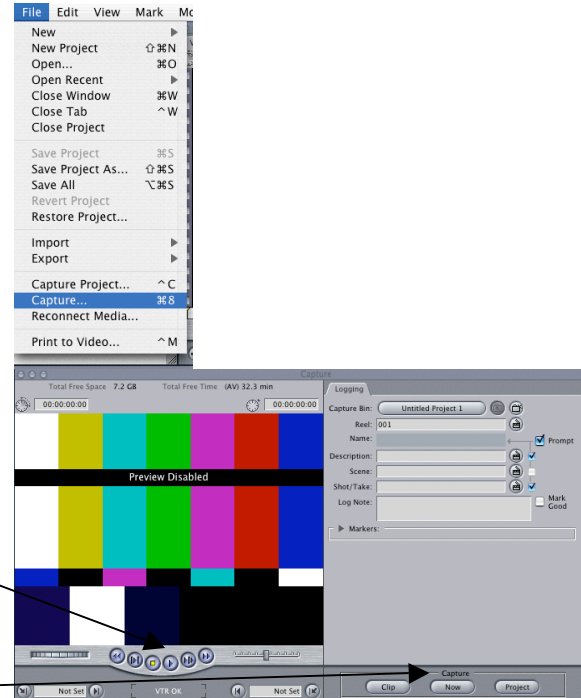 File Edit View Mark Mo
New
New Project ⇧⌘N
Open... ⌘O
Open Recent
Close Window ⌘W
Close Tab ^W
Close Project
Save Project ⌘S
Save Project As... ⇧⌘S
Save All ⌥⌘S
Revert Project
Restore Project...
Import
Export
Capture Project... ^C
Capture... ⌘8
Reconnect Media...
Print to Video... ^M
Capture
Total Free Space 7.2 GB Total Free Time (AV) 32.3 min
00:00:00:00 00:00:00:00
Preview Disabled
Not Set VTR OK Not Set
Logging
Capture Bin: Untitled Project 1
Reel: 001
Name: Prompt
Description:
Scene:
Shot/Take:
Log Note: Mark Good
Markers:
Capture
Clip Now Project